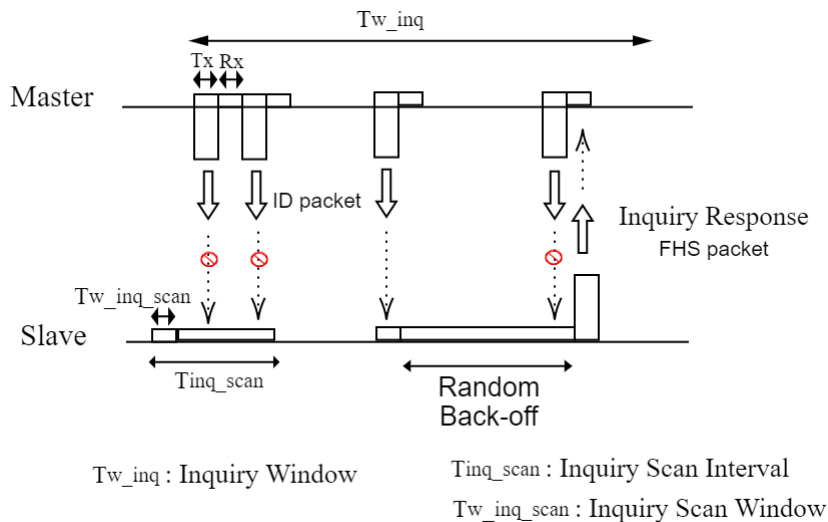 Tw_inq
Tx Rx
Master
ID packet
Inquiry Response
FHS packet
Tw_inq_scan
Slave
Tinq_scan
Random
Back-off
Tw_inq : Inquiry Window
Tinq_scan : Inquiry Scan Interval
Tw_inq_scan : Inquiry Scan Window